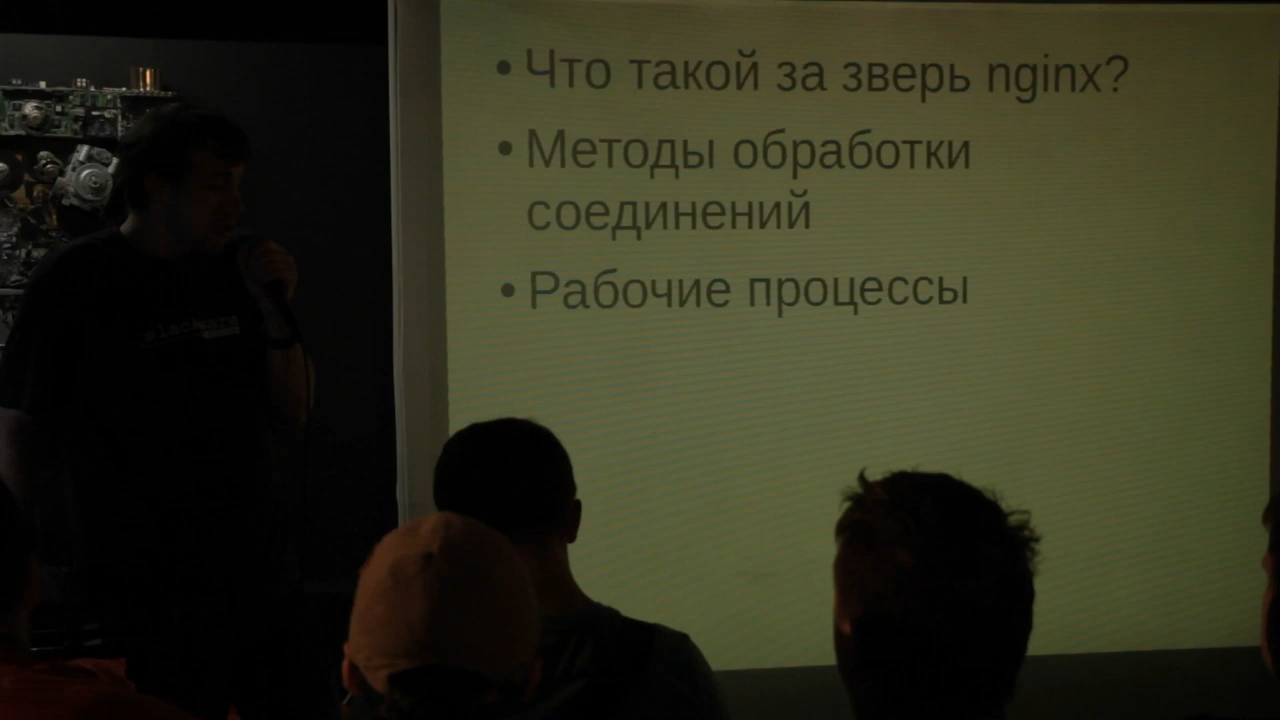 • Что такой за зверь nginx?
• Методы обработки
соединений
• Рабочие процессы